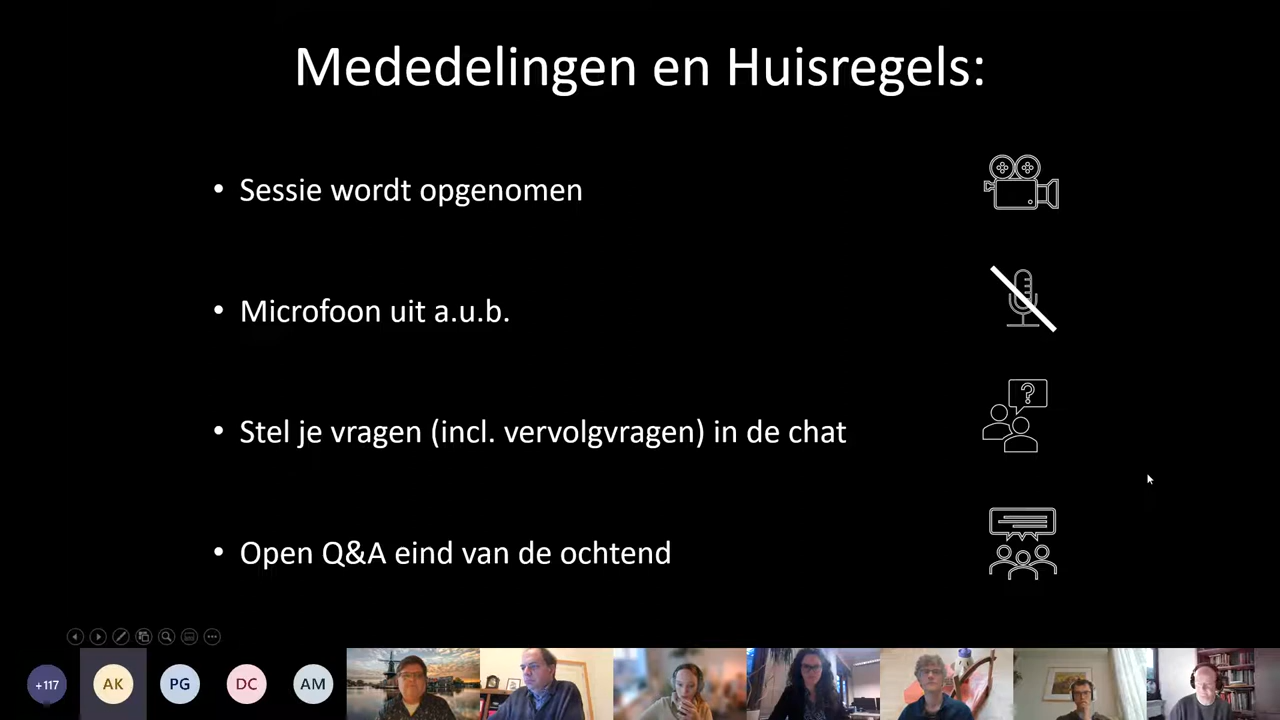 Mededelingen en Huisregels:
• Sessie wordt opgenomen
• Microfoon uit a.u.b.
• Stel je vragen (incl. vervolgvragen) in de chat
?
• Open Q&A eind van de ochtend
+117
AK
PG
DC
AM